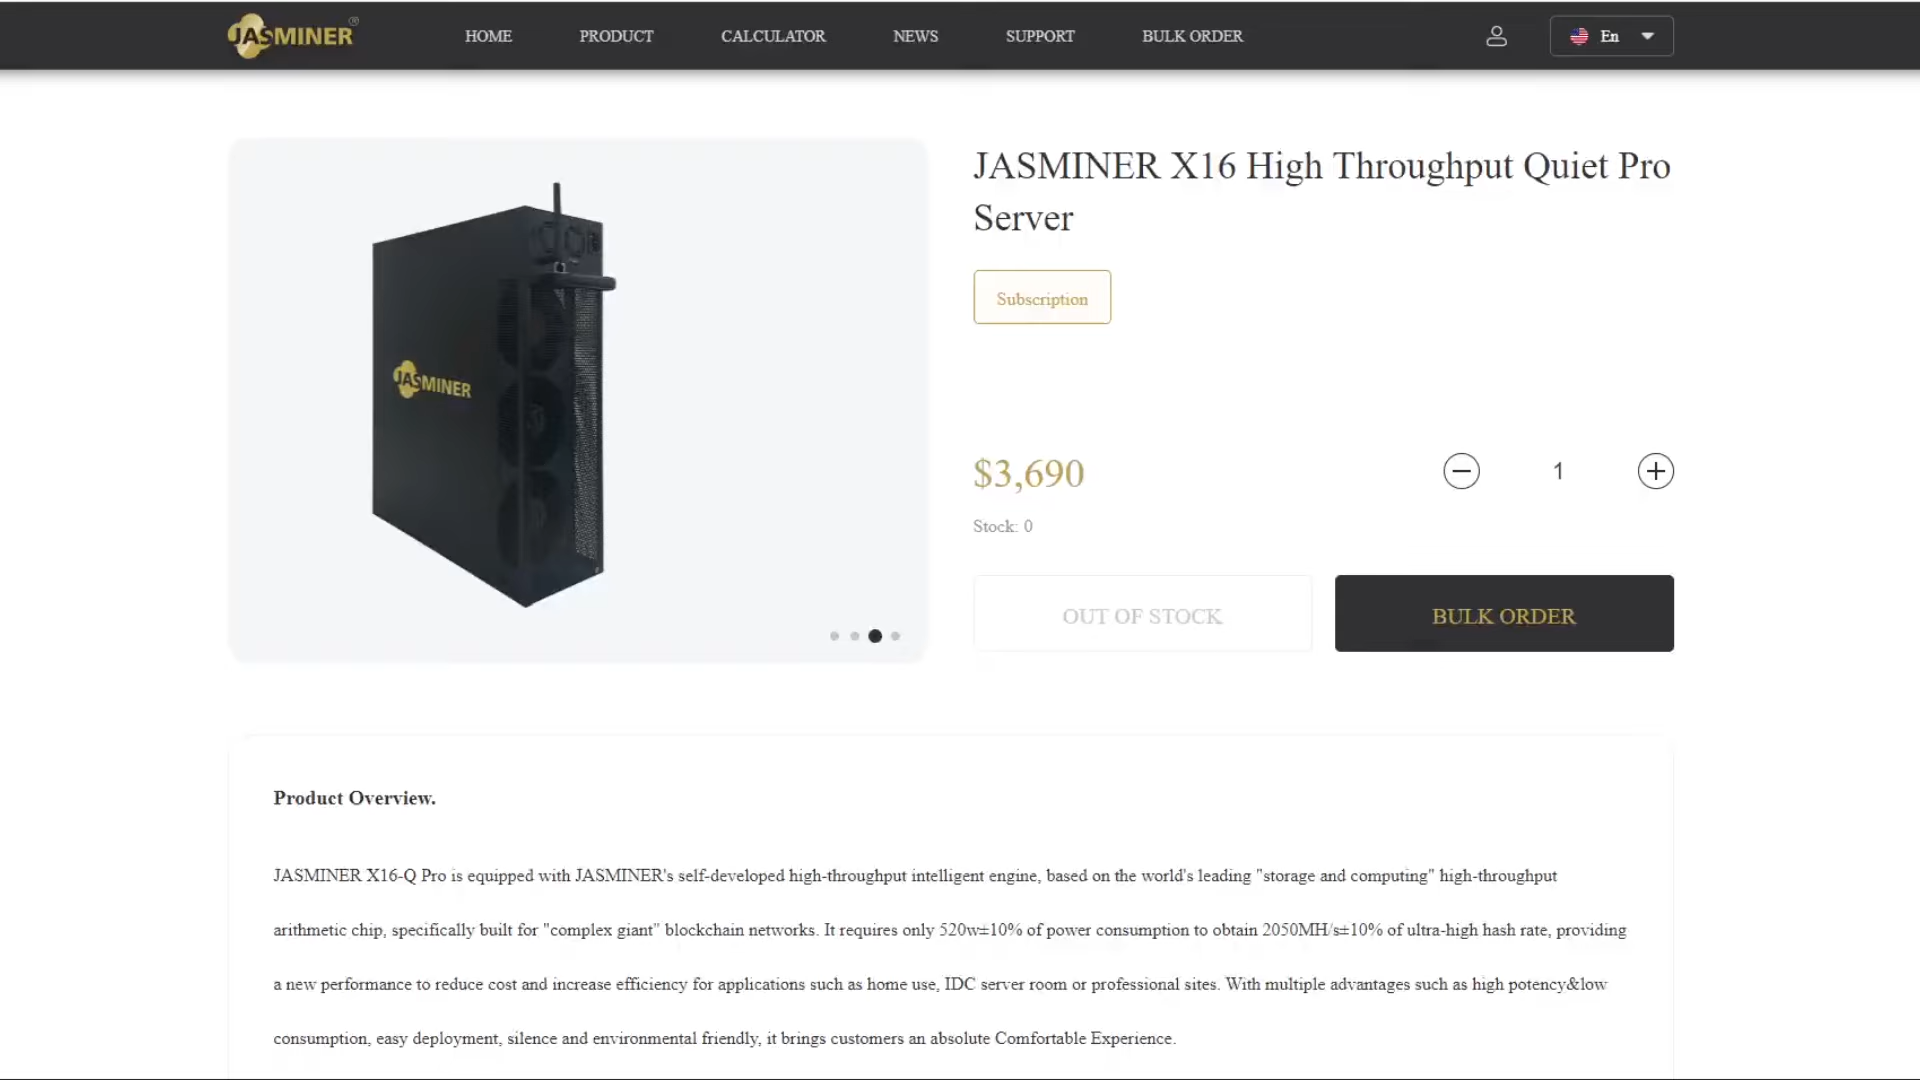 JASMINER®
HOME
PRODUCT
CALCULATOR
NEWS
SUPPORT
BULK ORDER
En
JASMINER
JASMINER X16 High Throughput Quiet Pro
Server
Subscription
$3,690
1
Stock: 0
OUT OF STOCK
BULK ORDER
Product Overview.
JASMINER X16-Q Pro is equipped with JASMINER's self-developed high-throughput intelligent engine, based on the world's leading "storage and computing" high-throughput
arithmetic chip, specifically built for "complex giant" blockchain networks. It requires only 520w±10% of power consumption to obtain 2050MH/s±10% of ultra-high hash rate, providing
a new performance to reduce cost and increase efficiency for applications such as home use, IDC server room or professional sites. With multiple advantages such as high potency&low
consumption, easy deployment, silence and environmental friendly, it brings customers an absolute Comfortable Experience.